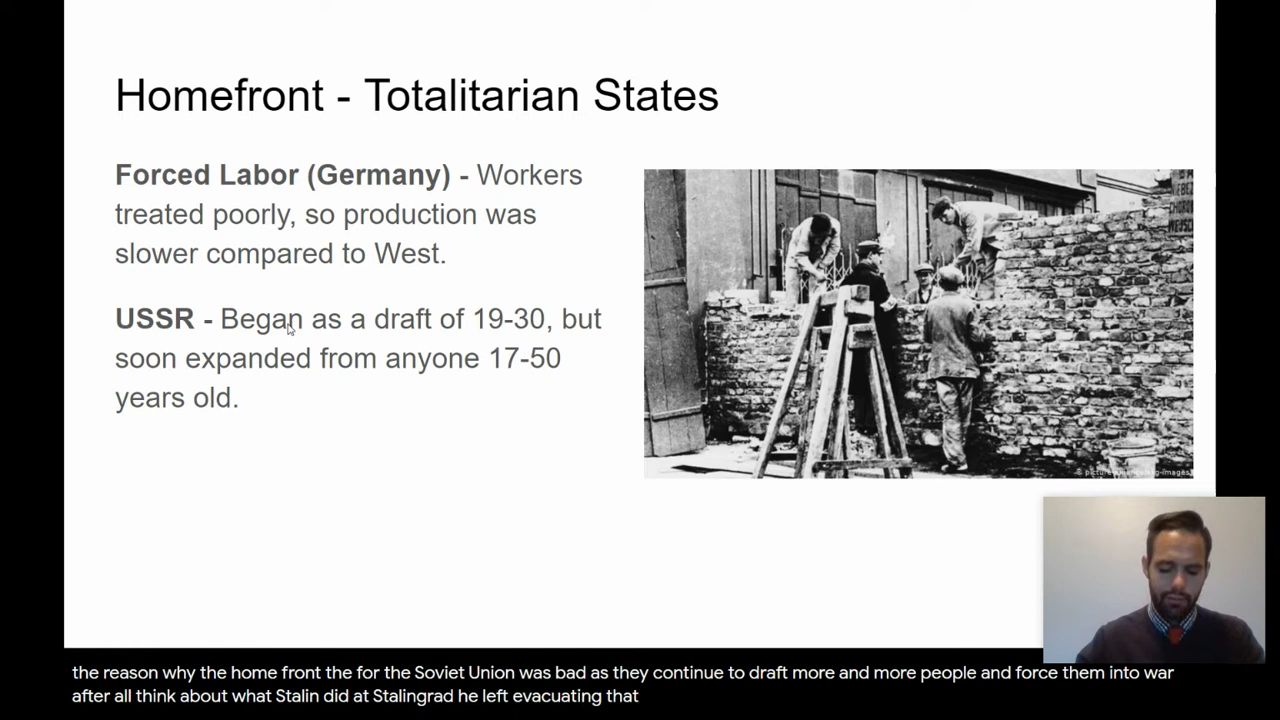 Homefront - Totalitarian States
Forced Labor (Germany) - Workers
treated poorly, so production was
slower compared to West.
USSR - Began as a draft of 19-30, but
soon expanded from anyone 17-50
years old.
the reason why the home front the for the Soviet Union was bad as they continue to draft more and more people and force them into war
after all think about what Stalin did at Stalingrad he left evacuating that